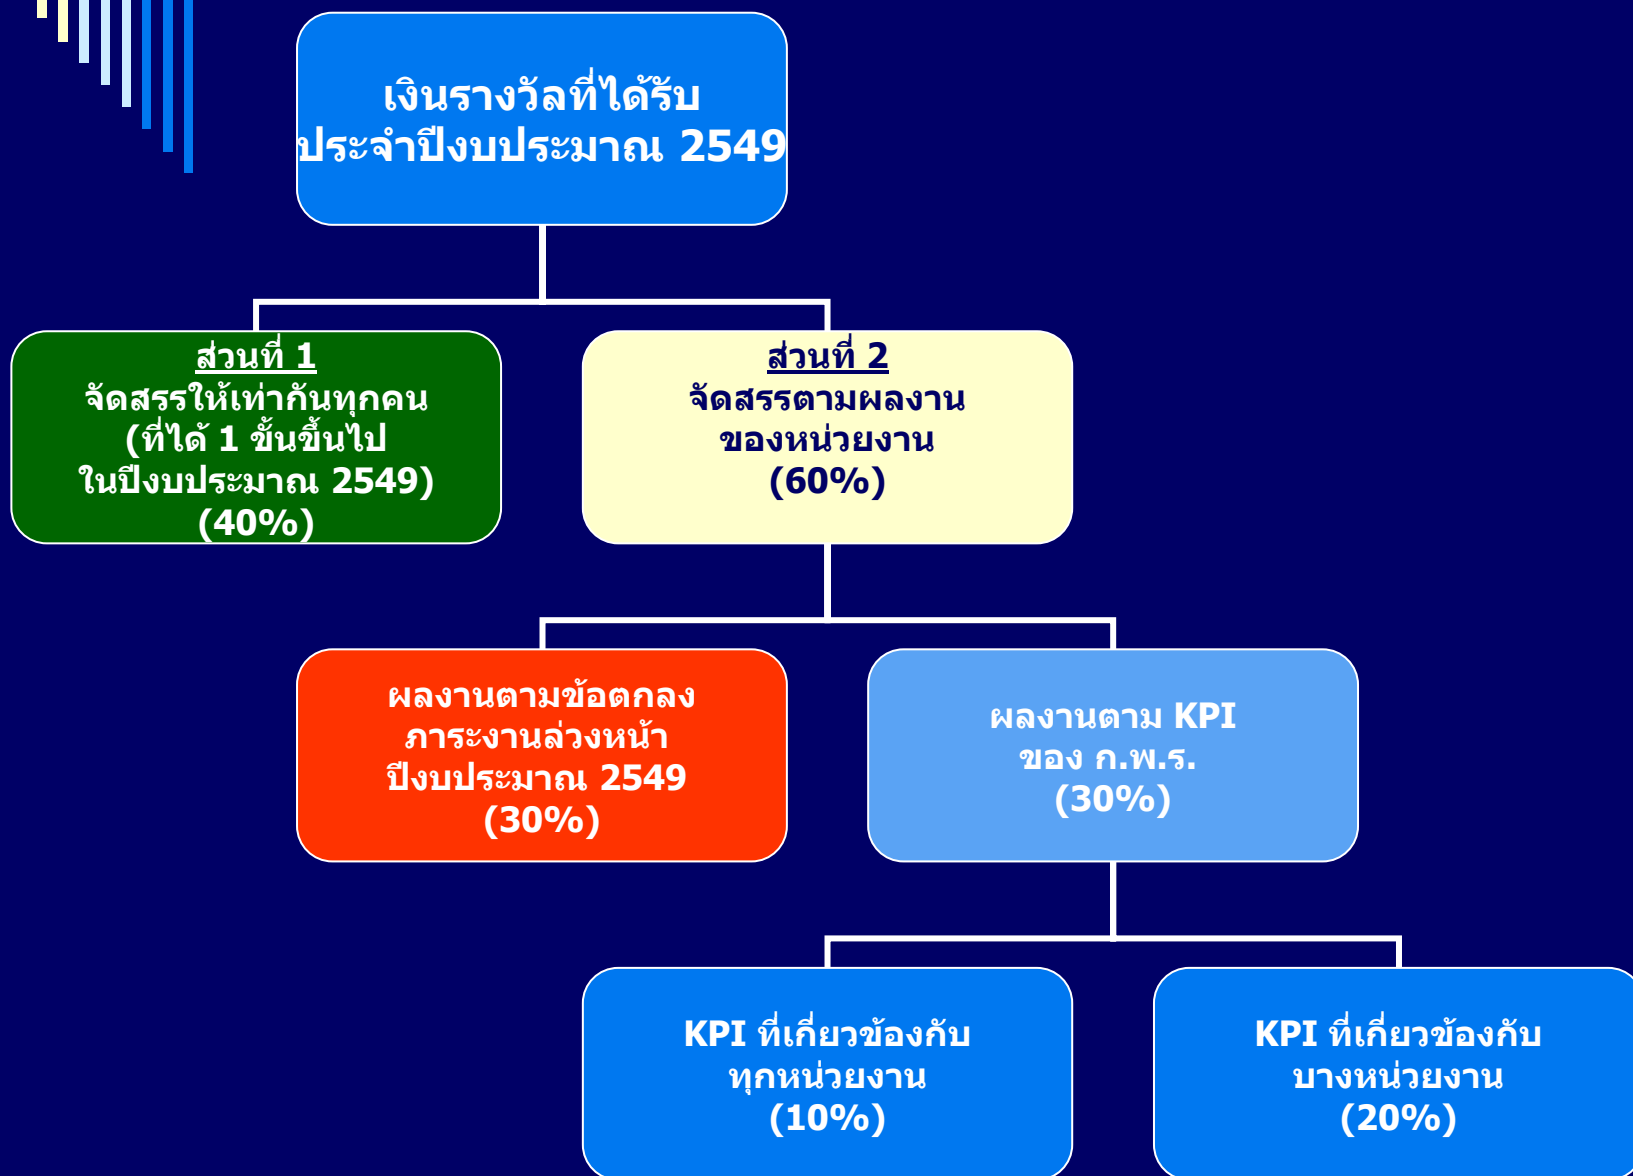 เงินรางวัลที่ได้รับ
ประจำปีงบประมาณ 2549
ส่วนที่ 1
จัดสรรให้เท่ากันทุกคน
(ที่ได้ 1 ขั้นขึ้นไป
ในปีงบประมาณ 2549)
(40%)
ส่วนที่ 2
จัดสรรตามผลงาน
ของหน่วยงาน
(60%)
ผลงานตามข้อตกลง
ภาระงานล่วงหน้า
ปีงบประมาณ 2549
(30%)
ผลงานตาม KPI
ของ ก.พ.ร.
(30%)
KPI ที่เกี่ยวข้องกับ
ทุกหน่วยงาน
(10%)
KPI ที่เกี่ยวข้องกับ
บางหน่วยงาน
(20%)